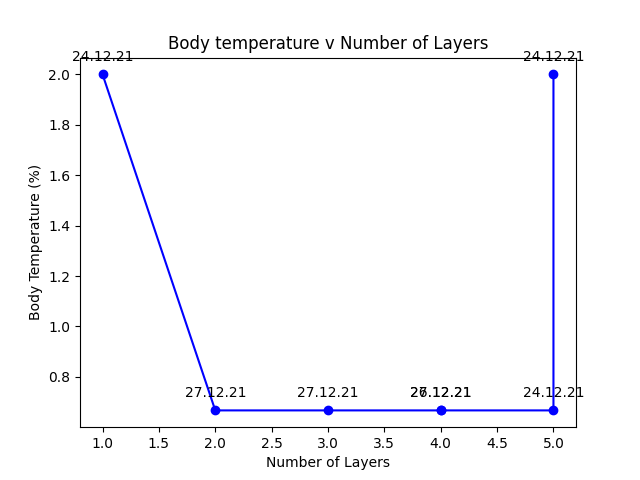 Body temperature v Number of Layers
24.12.21 24.12.21
2.0
1.8
1.6
1.4
1.2
1.0
0.8
Body Temperature (%)
27.12.21 27.12.21 24.12.21
1.0 1.5 2.0 2.5 3.0 3.5 4.0 4.5 5.0
Number of Layers